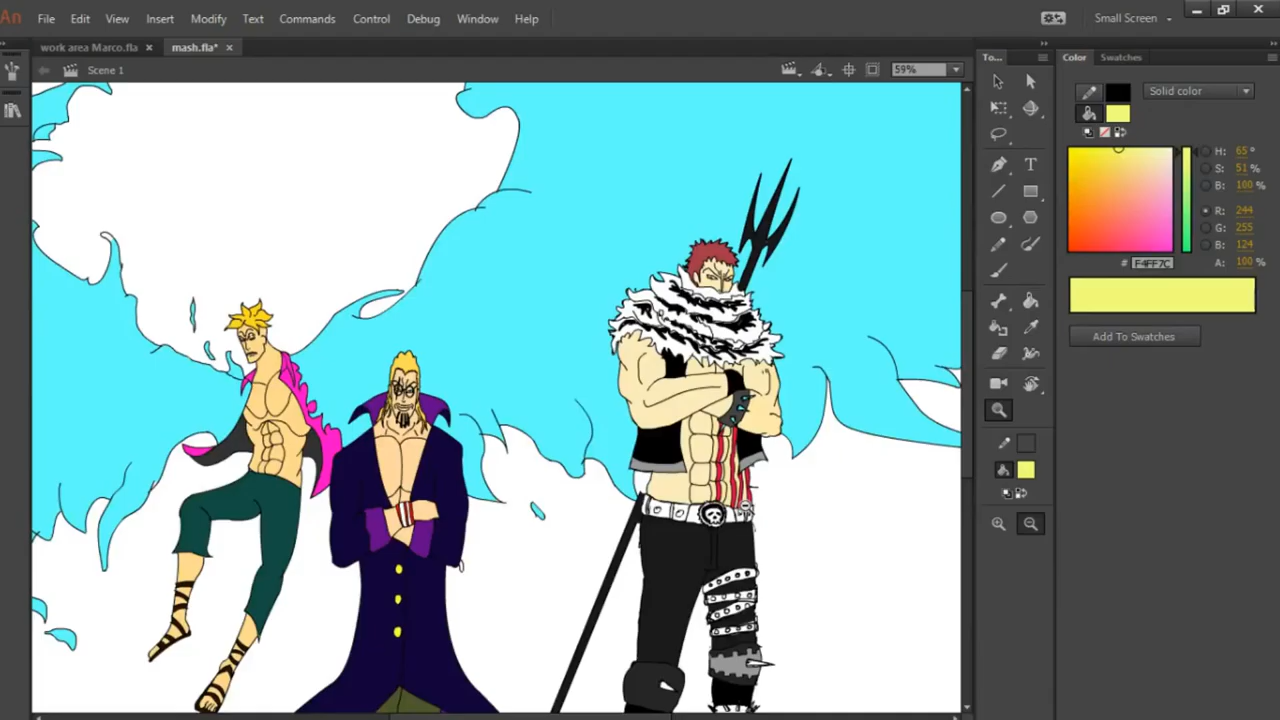 An File Edit View Insert Modify Text Commands Control Debug Window Help Small Screen
work area Marco.fla × mash.fla* ×
Scene 1 59%
To...
Color Swatches
Solid color
H: 65 °
S: 51 %
B: 100 %
R: 244
G: 255
B: 124
# F4FF7C A: 100 %
Add To Swatches